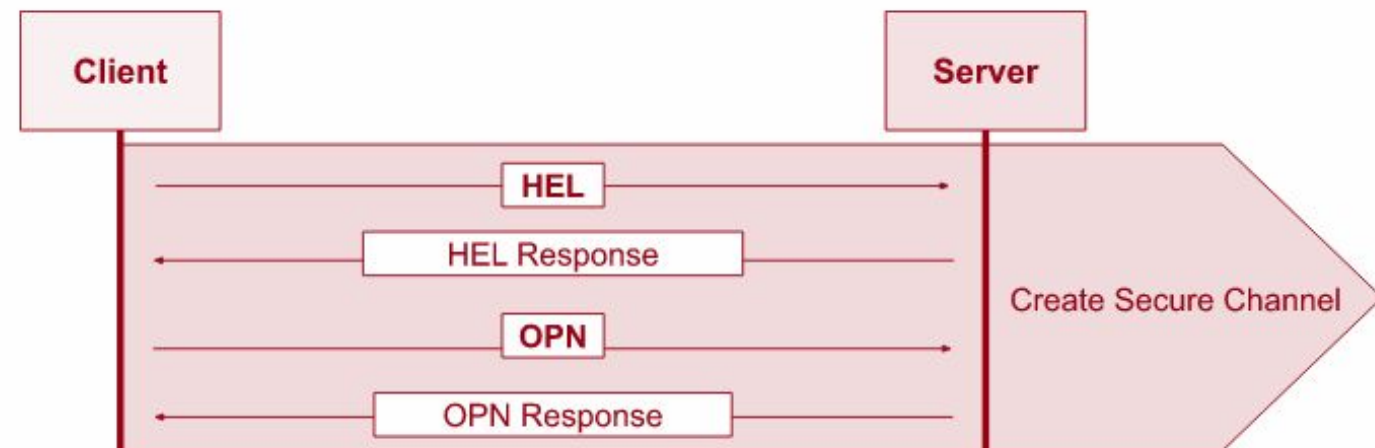 Client
Server
HEL
HEL Response
Create Secure Channel
OPN
OPN Response